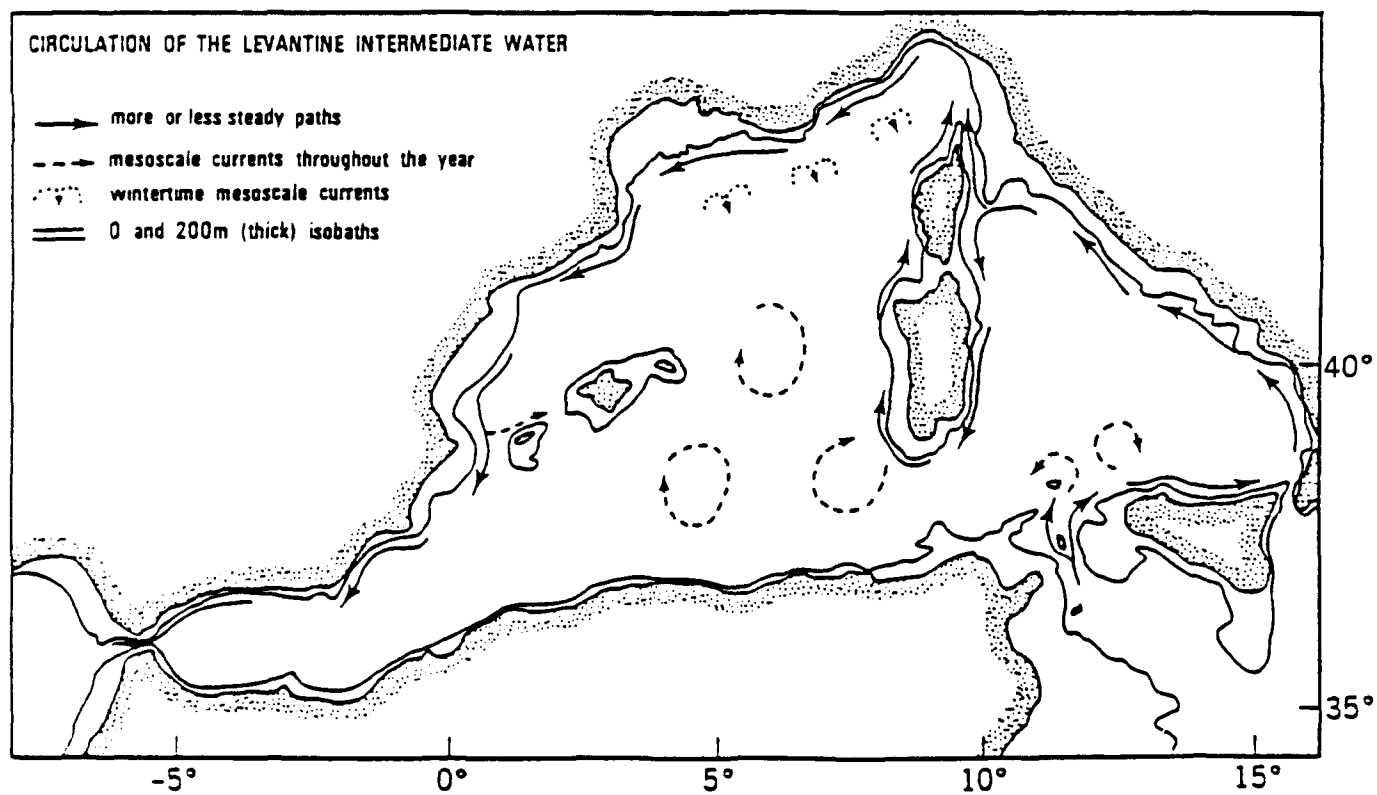 CIRCULATION OF THE LEVANTINE INTERMEDIATE WATER
more or less steady paths
mesoscale currents throughout the year
wintertime mesoscale currents
0 and 200m (thick) isobaths
40°
35°
-5° 0° 5° 10° 15°